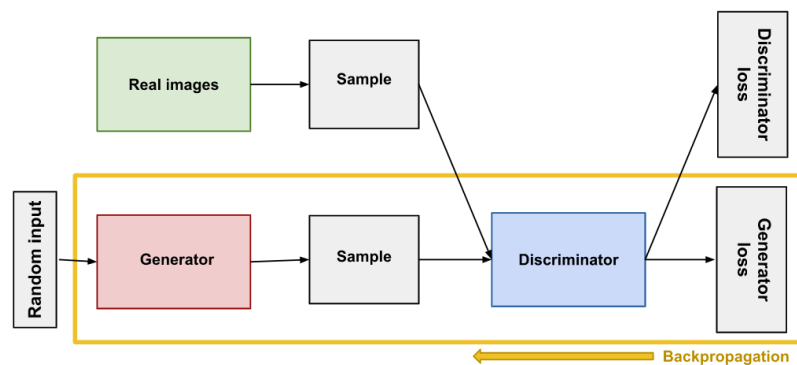 Real images
Sample
Discriminator
loss
Random input
Generator
Sample
Discriminator
Generator
loss
Backpropagation